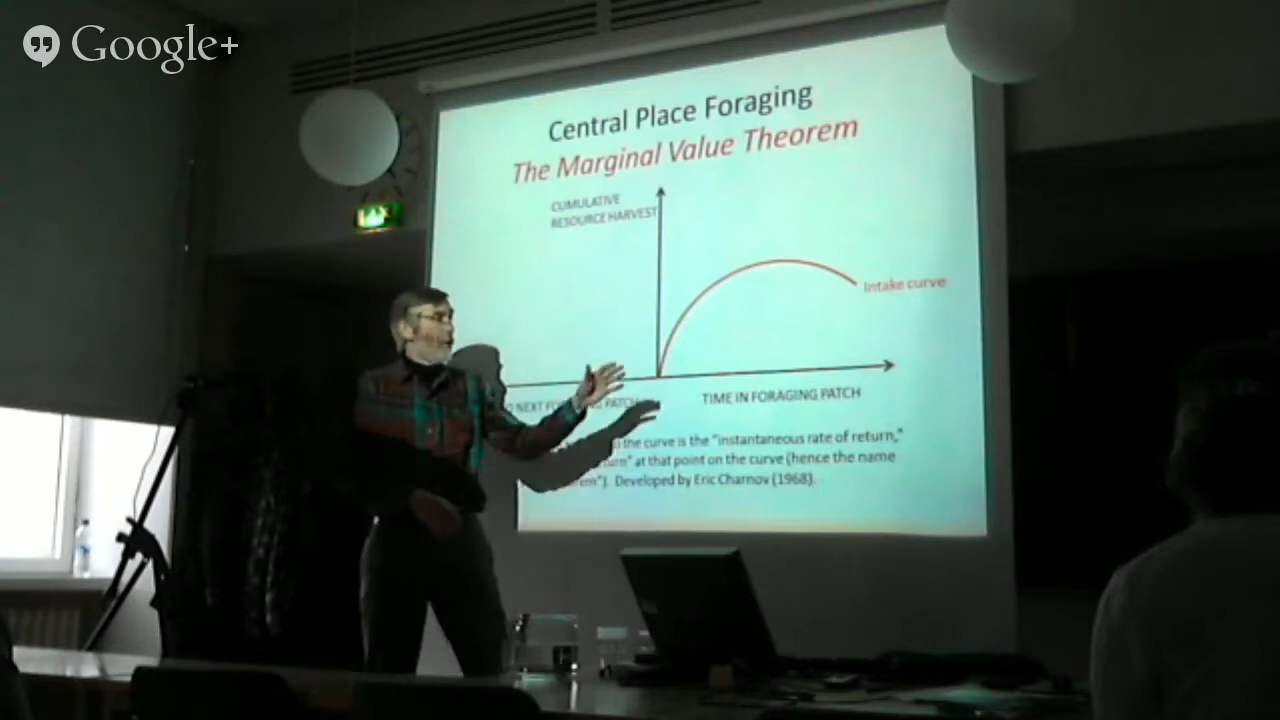 Google+
Central Place Foraging
The Marginal Value Theorem
CUMULATIVE
RESOURCE HARVEST
Intake curve
NEXT PATCH
TIME IN FORAGING PATCH
the curve is the "instantaneous rate of return,"
at that point on the curve (hence the name
Developed by Eric Charnov (1968).